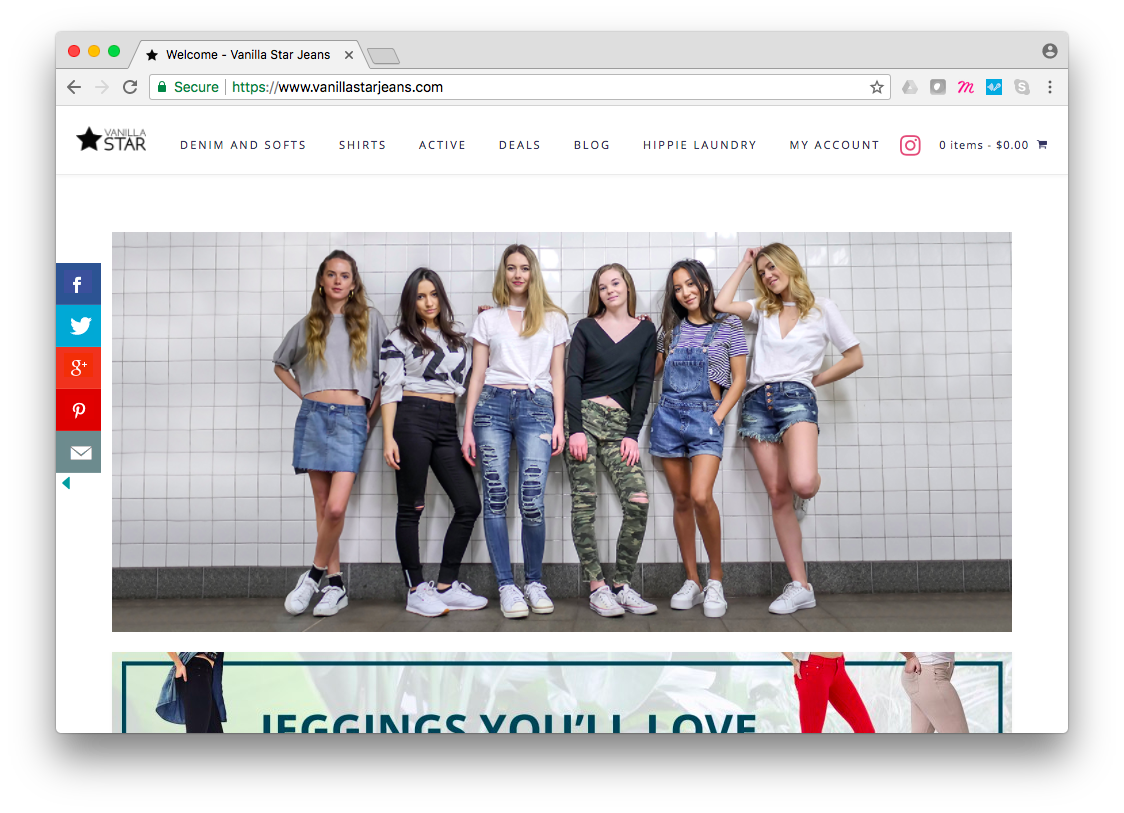 Welcome - Vanilla Star Jeans
Secure https://www.vanillastarjeans.com
VANILLA
STAR
DENIM AND SOFTS SHIRTS ACTIVE DEALS BLOG HIPPIE LAUNDRY MY ACCOUNT 0 items - $0.00
f
g+
22
JEGGINGS YOU'LL LOVE